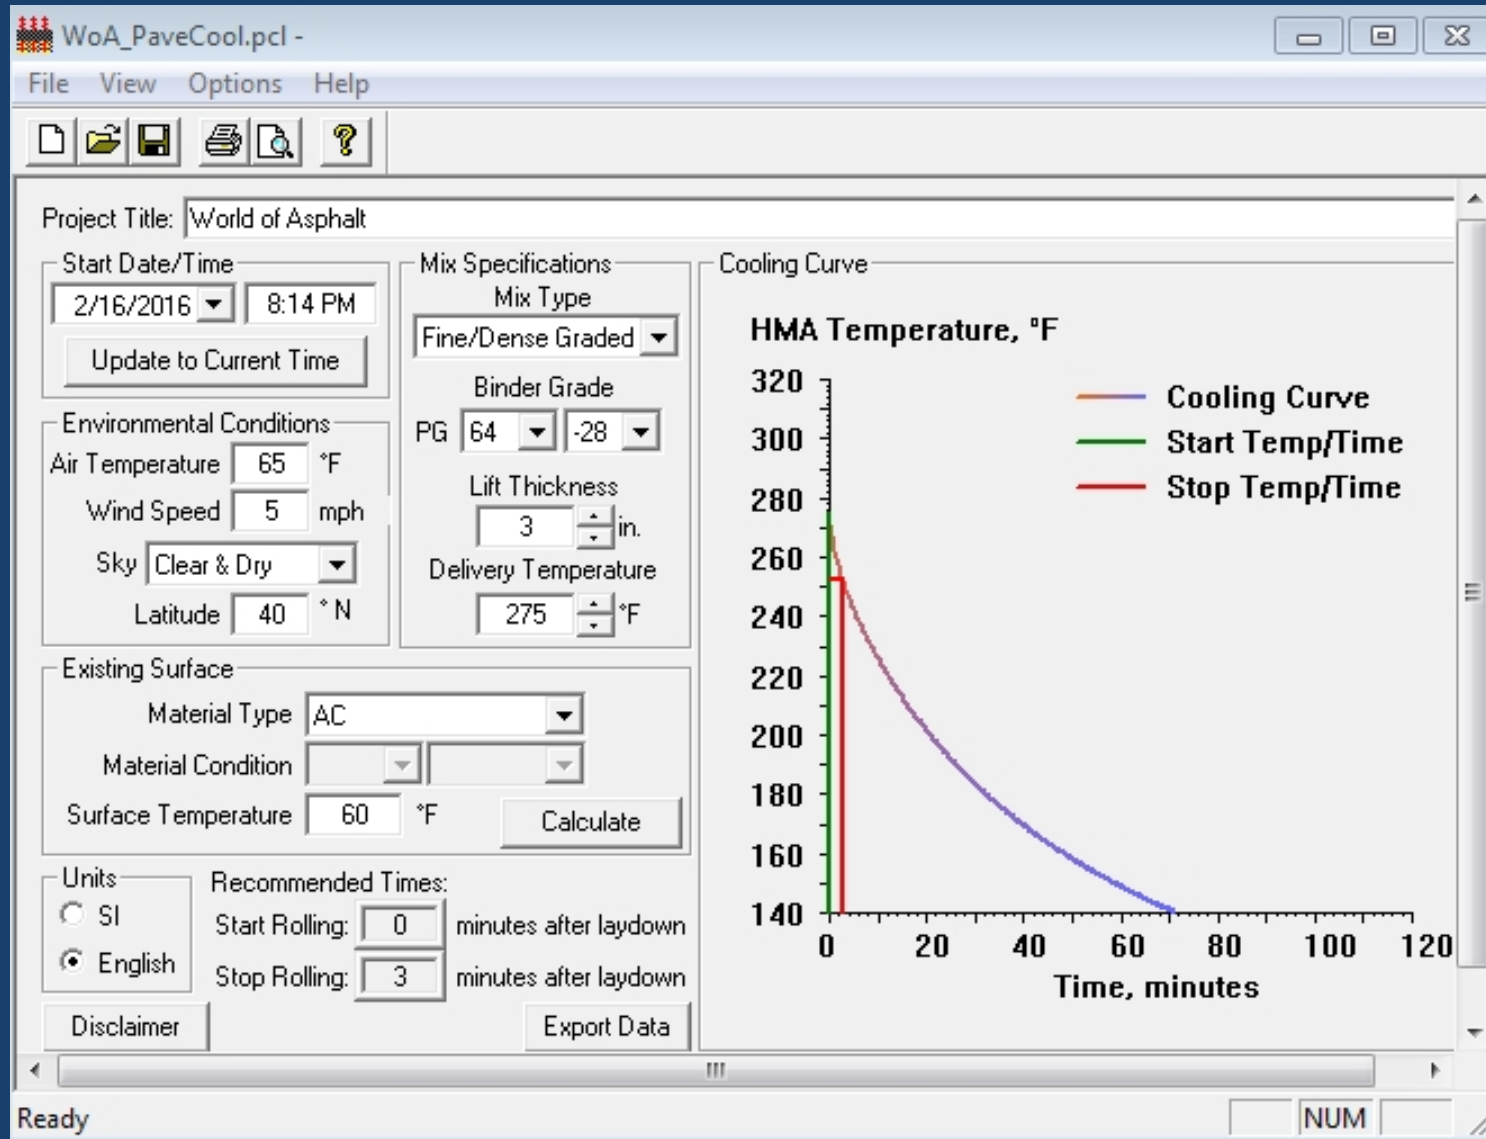 WoA_PaveCool.pcl -
File View Options Help
Project Title: World of Asphalt
Start Date/Time
2/16/2016 8:14 PM
Update to Current Time
Environmental Conditions
Air Temperature 65 °F
Wind Speed 5 mph
Sky Clear & Dry
Latitude 40 ° N
Mix Specifications
Mix Type
Fine/Dense Graded
Binder Grade
PG 64 -28
Lift Thickness
3 in.
Delivery Temperature
275 °F
Existing Surface
Material Type AC
Material Condition
Surface Temperature 60 °F
Calculate
Units
SI
English
Recommended Times:
Start Rolling: 0 minutes after laydown
Stop Rolling: 3 minutes after laydown
Disclaimer
Export Data
Cooling Curve
HMA Temperature, °F
Cooling Curve
Start Temp/Time
Stop Temp/Time
320
300
280
260
240
220
200
180
160
140
0 20 40 60 80 100 120
Time, minutes
Ready
NUM